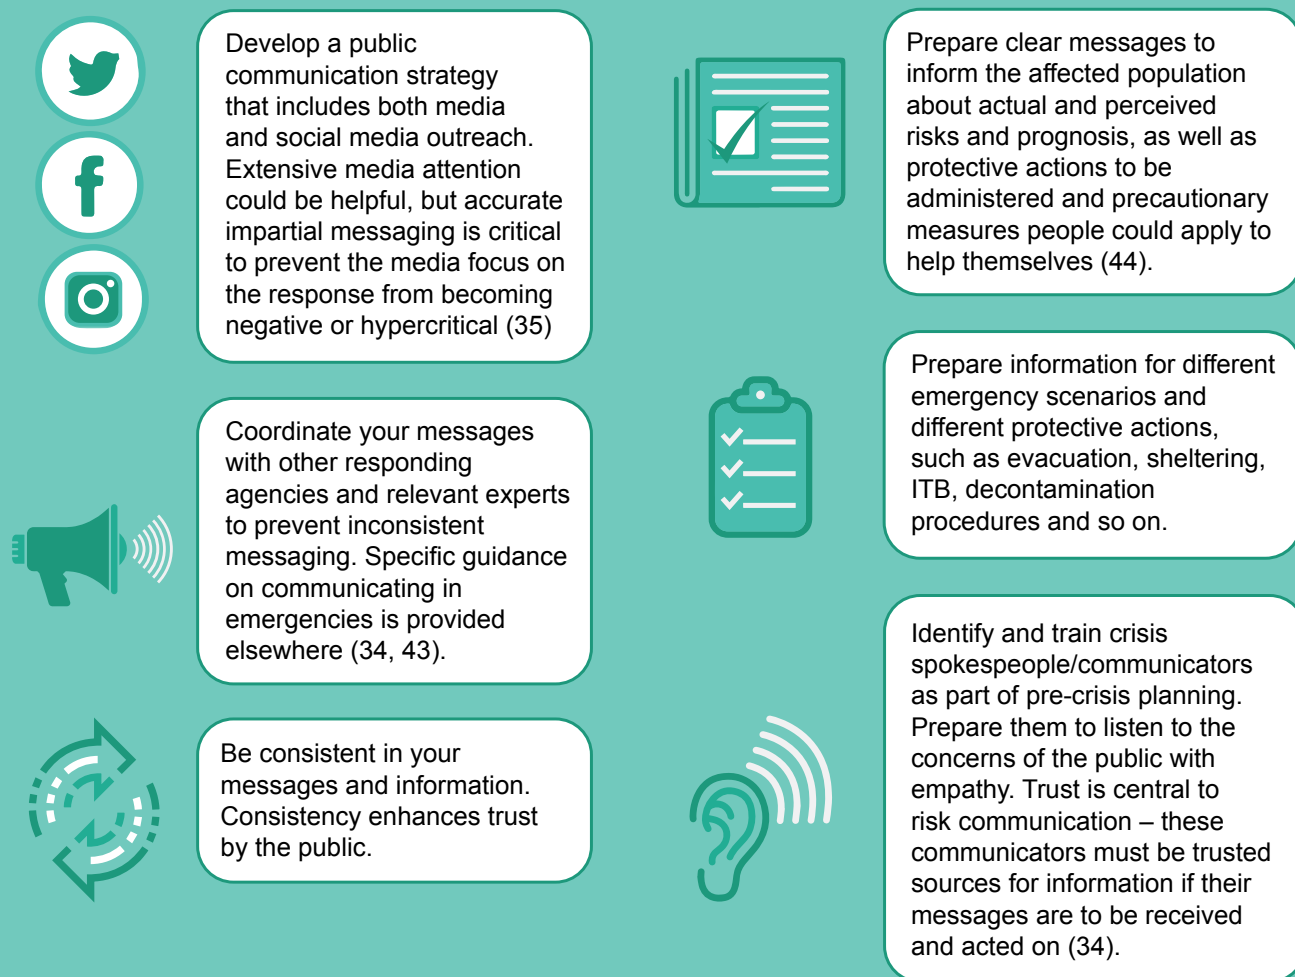 Develop a public
communication strategy
that includes both media
and social media outreach.
Extensive media attention
could be helpful, but accurate
impartial messaging is critical
to prevent the media focus on
the response from becoming
negative or hypercritical (35)
Coordinate your messages
with other responding
agencies and relevant experts
to prevent inconsistent
messaging. Specific guidance
on communicating in
emergencies is provided
elsewhere (34, 43).
Be consistent in your
messages and information.
Consistency enhances trust
by the public.
Prepare clear messages to
inform the affected population
about actual and perceived
risks and prognosis, as well as
protective actions to be
administered and precautionary
measures people could apply to
help themselves (44).
Prepare information for different
emergency scenarios and
different protective actions,
such as evacuation, sheltering,
ITB, decontamination
procedures and so on.
Identify and train crisis
spokespeople/communicators
as part of pre-crisis planning.
Prepare them to listen to the
concerns of the public with
empathy. Trust is central to
risk communication – these
communicators must be trusted
sources for information if their
messages are to be received
and acted on (34).